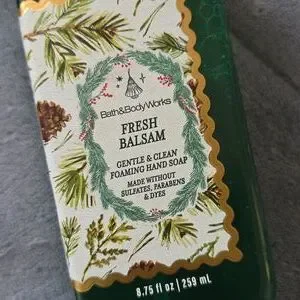 Bath&BodyWorks
FRESH
BALSAM
GENTLE & CLEAN
FOAMING HAND SOAP
MADE WITHOUT
SULFATES, PARABENS
& DYES
8.75 fl oz | 259 mL